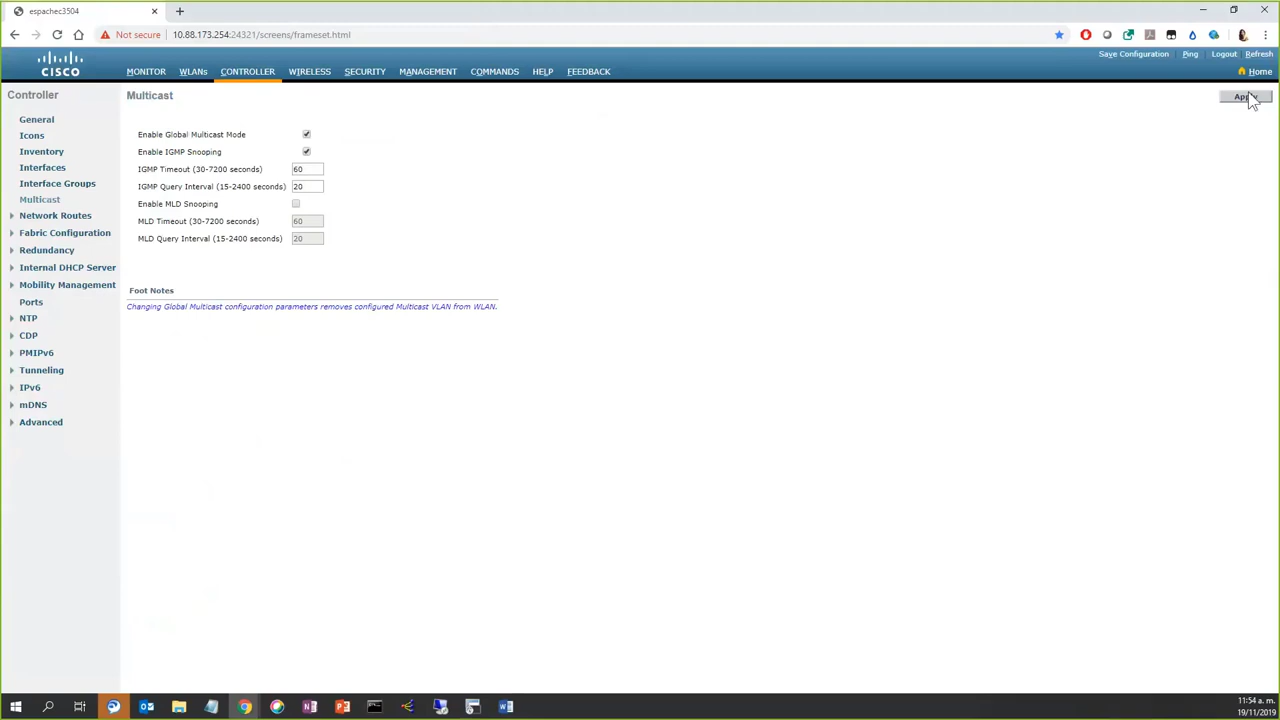 espachec3504
Not secure
10.88.173.254:24321/screens/frameset.html
Save Configuration Ping Logout Refresh
CISCO
MONITOR WLANs CONTROLLER WIRELESS SECURITY MANAGEMENT COMMANDS HELP FEEDBACK
Home
Controller
General
Icons
Inventory
Interfaces
Interface Groups
Multicast
Network Routes
Fabric Configuration
Redundancy
Internal DHCP Server
Mobility Management
Ports
NTP
CDP
PMIPv6
Tunneling
IPv6
mDNS
Advanced
Multicast
Enable Global Multicast Mode
Enable IGMP Snooping
IGMP Timeout (30-7200 seconds) 60
IGMP Query Interval (15-2400 seconds) 20
Enable MLD Snooping
MLD Timeout (30-7200 seconds) 60
MLD Query Interval (15-2400 seconds) 20
Foot Notes
Changing Global Multicast configuration parameters removes configured Multicast VLAN from WLAN.
11:54 a. m.
19/11/2019